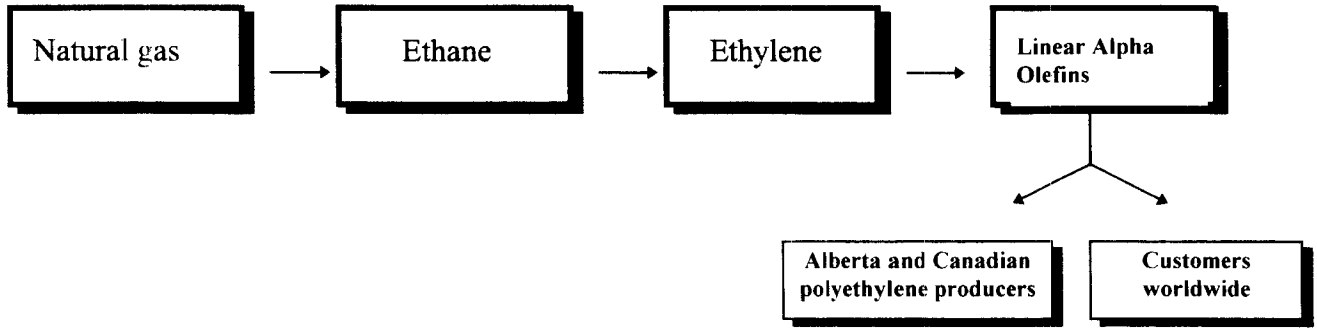 Natural gas
Ethane
Ethylene
Linear Alpha
Olefins
Alberta and Canadian
polyethylene producers
Customers
worldwide